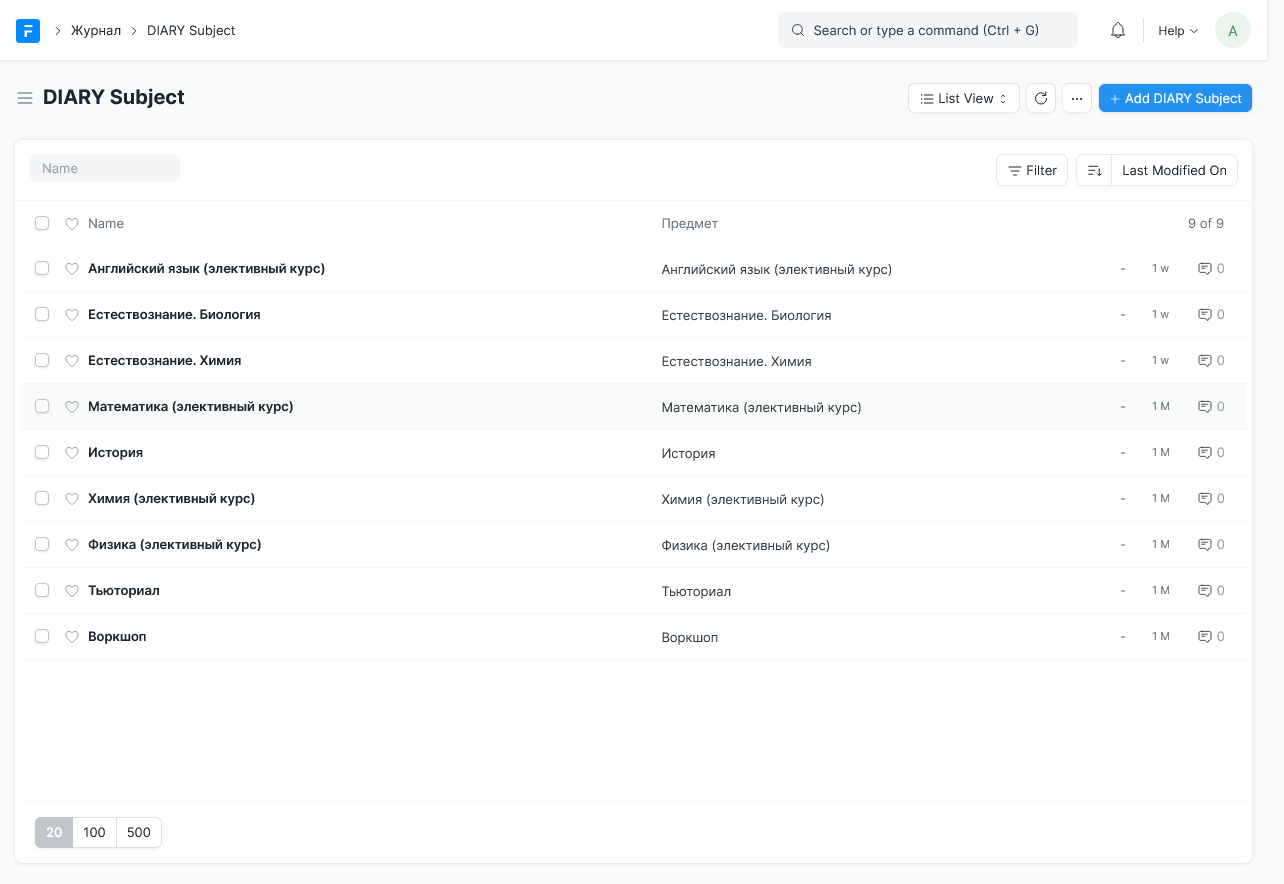 Журнал DIARY Subject Search or type a command (Ctrl + G) Help A
DIARY Subject List View ... + Add DIARY Subject
Name Filter Last Modified On
Name Предмет 9 of 9
Английский язык (элективный курс) Английский язык (элективный курс) - 1 w 0
Естествознание. Биология Естествознание. Биология - 1 w 0
Естествознание. Химия Естествознание. Химия - 1 w 0
Математика (элективный курс) Математика (элективный курс) - 1 M 0
История История - 1 M 0
Химия (элективный курс) Химия (элективный курс) - 1 M 0
Физика (элективный курс) Физика (элективный курс) - 1 M 0
Тьюториал Тьюториал - 1 M 0
Воркшоп Воркшоп - 1 M 0
20 100 500